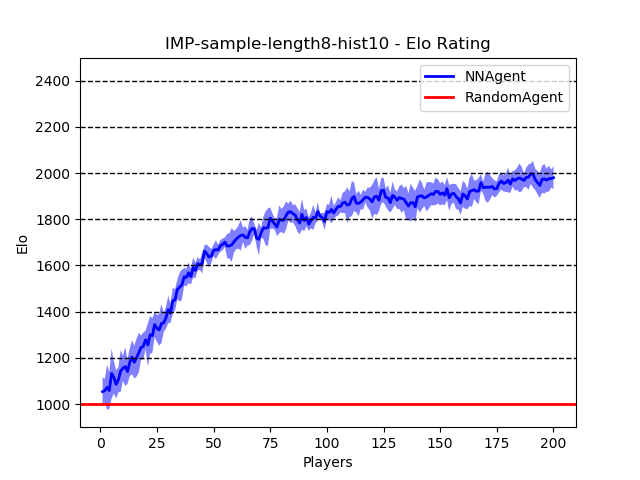 IMP-sample-length8-hist10 - Elo Rating
NNAgent
RandomAgent
2400
2200
2000
1800
1600
1400
1200
1000
Elo
0 25 50 75 100 125 150 175 200
Players